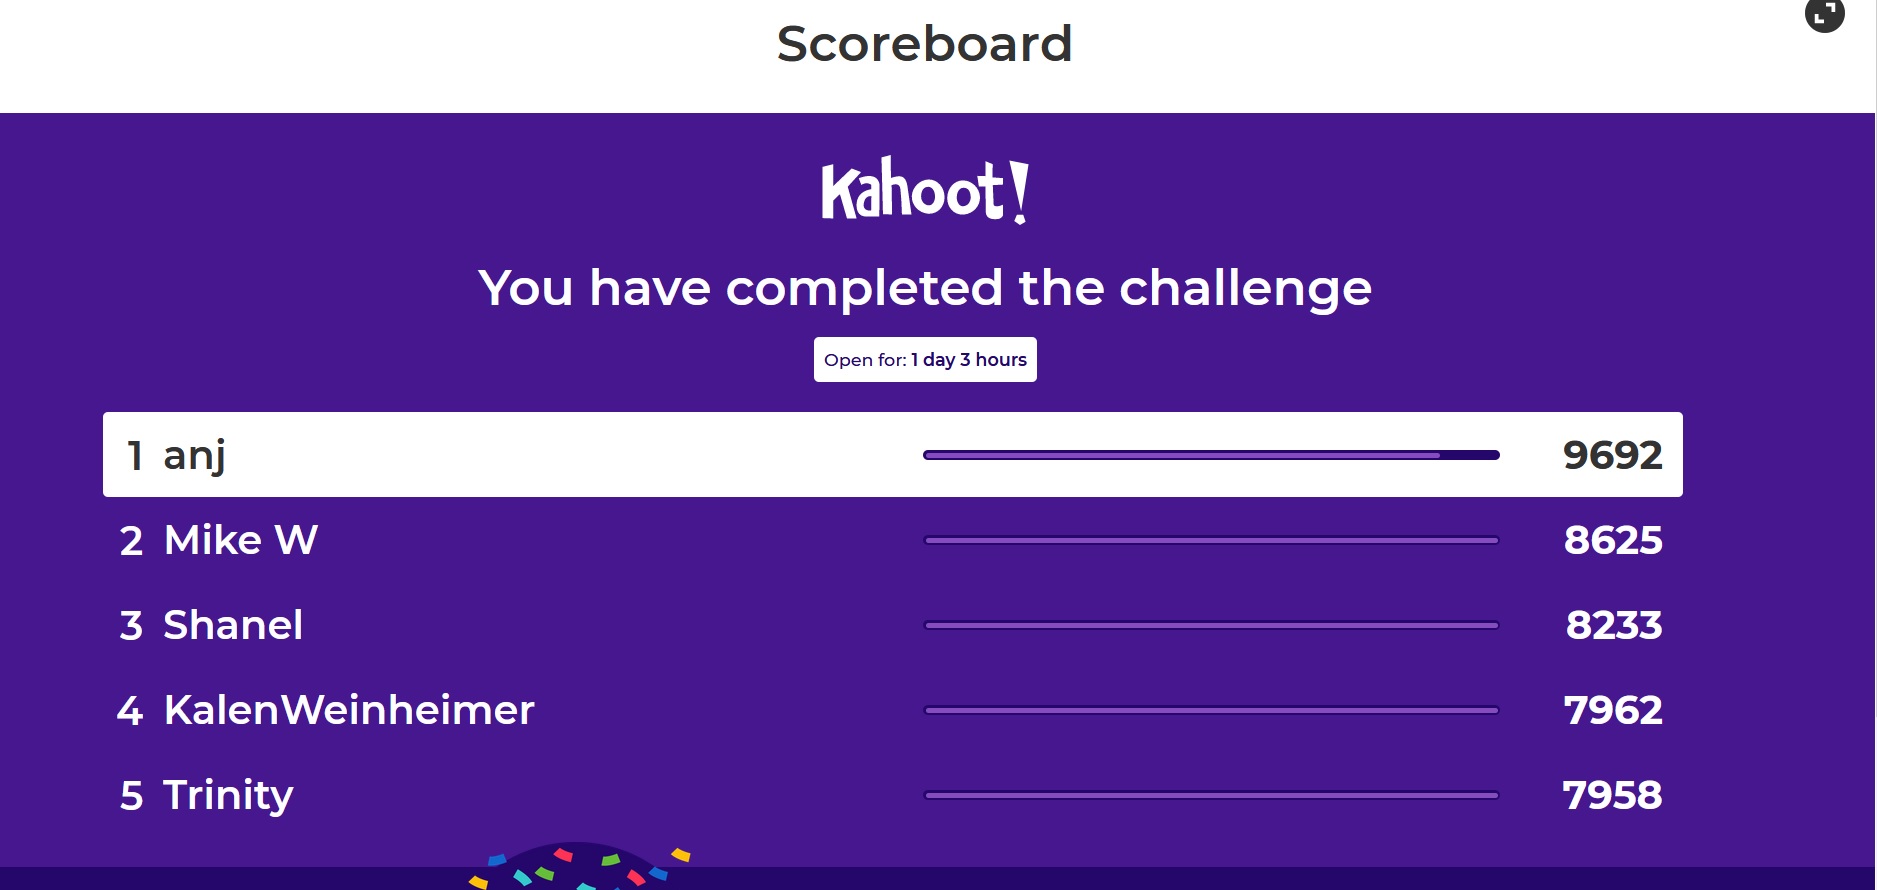 Scoreboard
Kahoot!
You have completed the challenge
Open for: 1 day 3 hours
1 anj 9692
2 Mike W 8625
3 Shanel 8233
4 KalenWeinheimer 7962
5 Trinity 7958